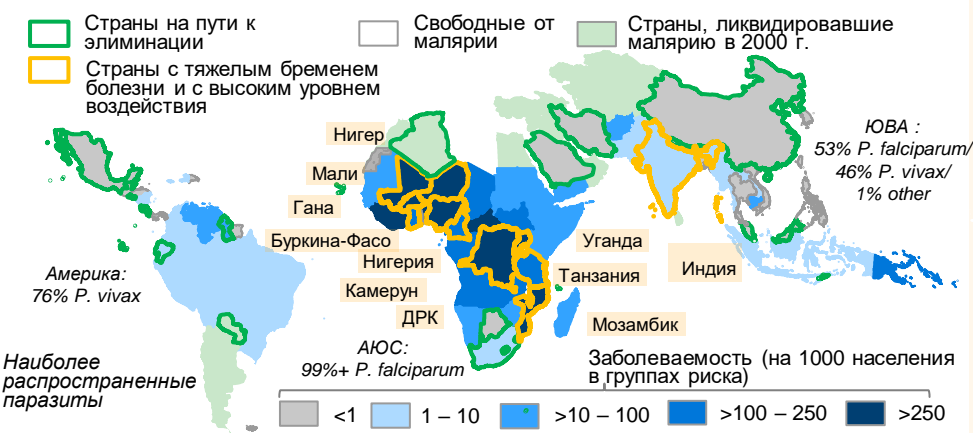 Страны на пути к
элиминации
Свободные от
малярии
Страны, ликвидировавшие
малярию в 2000 г.
Страны с тяжелым бременем
болезни и с высоким уровнем
воздействия
ЮВА :
53% P. falciparum/
46% P. vivax/
1% other
Нигер
Мали
Гана
Буркина-Фасо
Нигерия
Камерун
ДРК
Уганда
Танзания
Индия
Мозамбик
Америка:
76% P. vivax
АЮС:
99%+ P. falciparum
Наиболее
распространенные
паразиты
Заболеваемость (на 1000 населения
в группах риска)
<1
1 – 10
>10 – 100
>100 – 250
>250